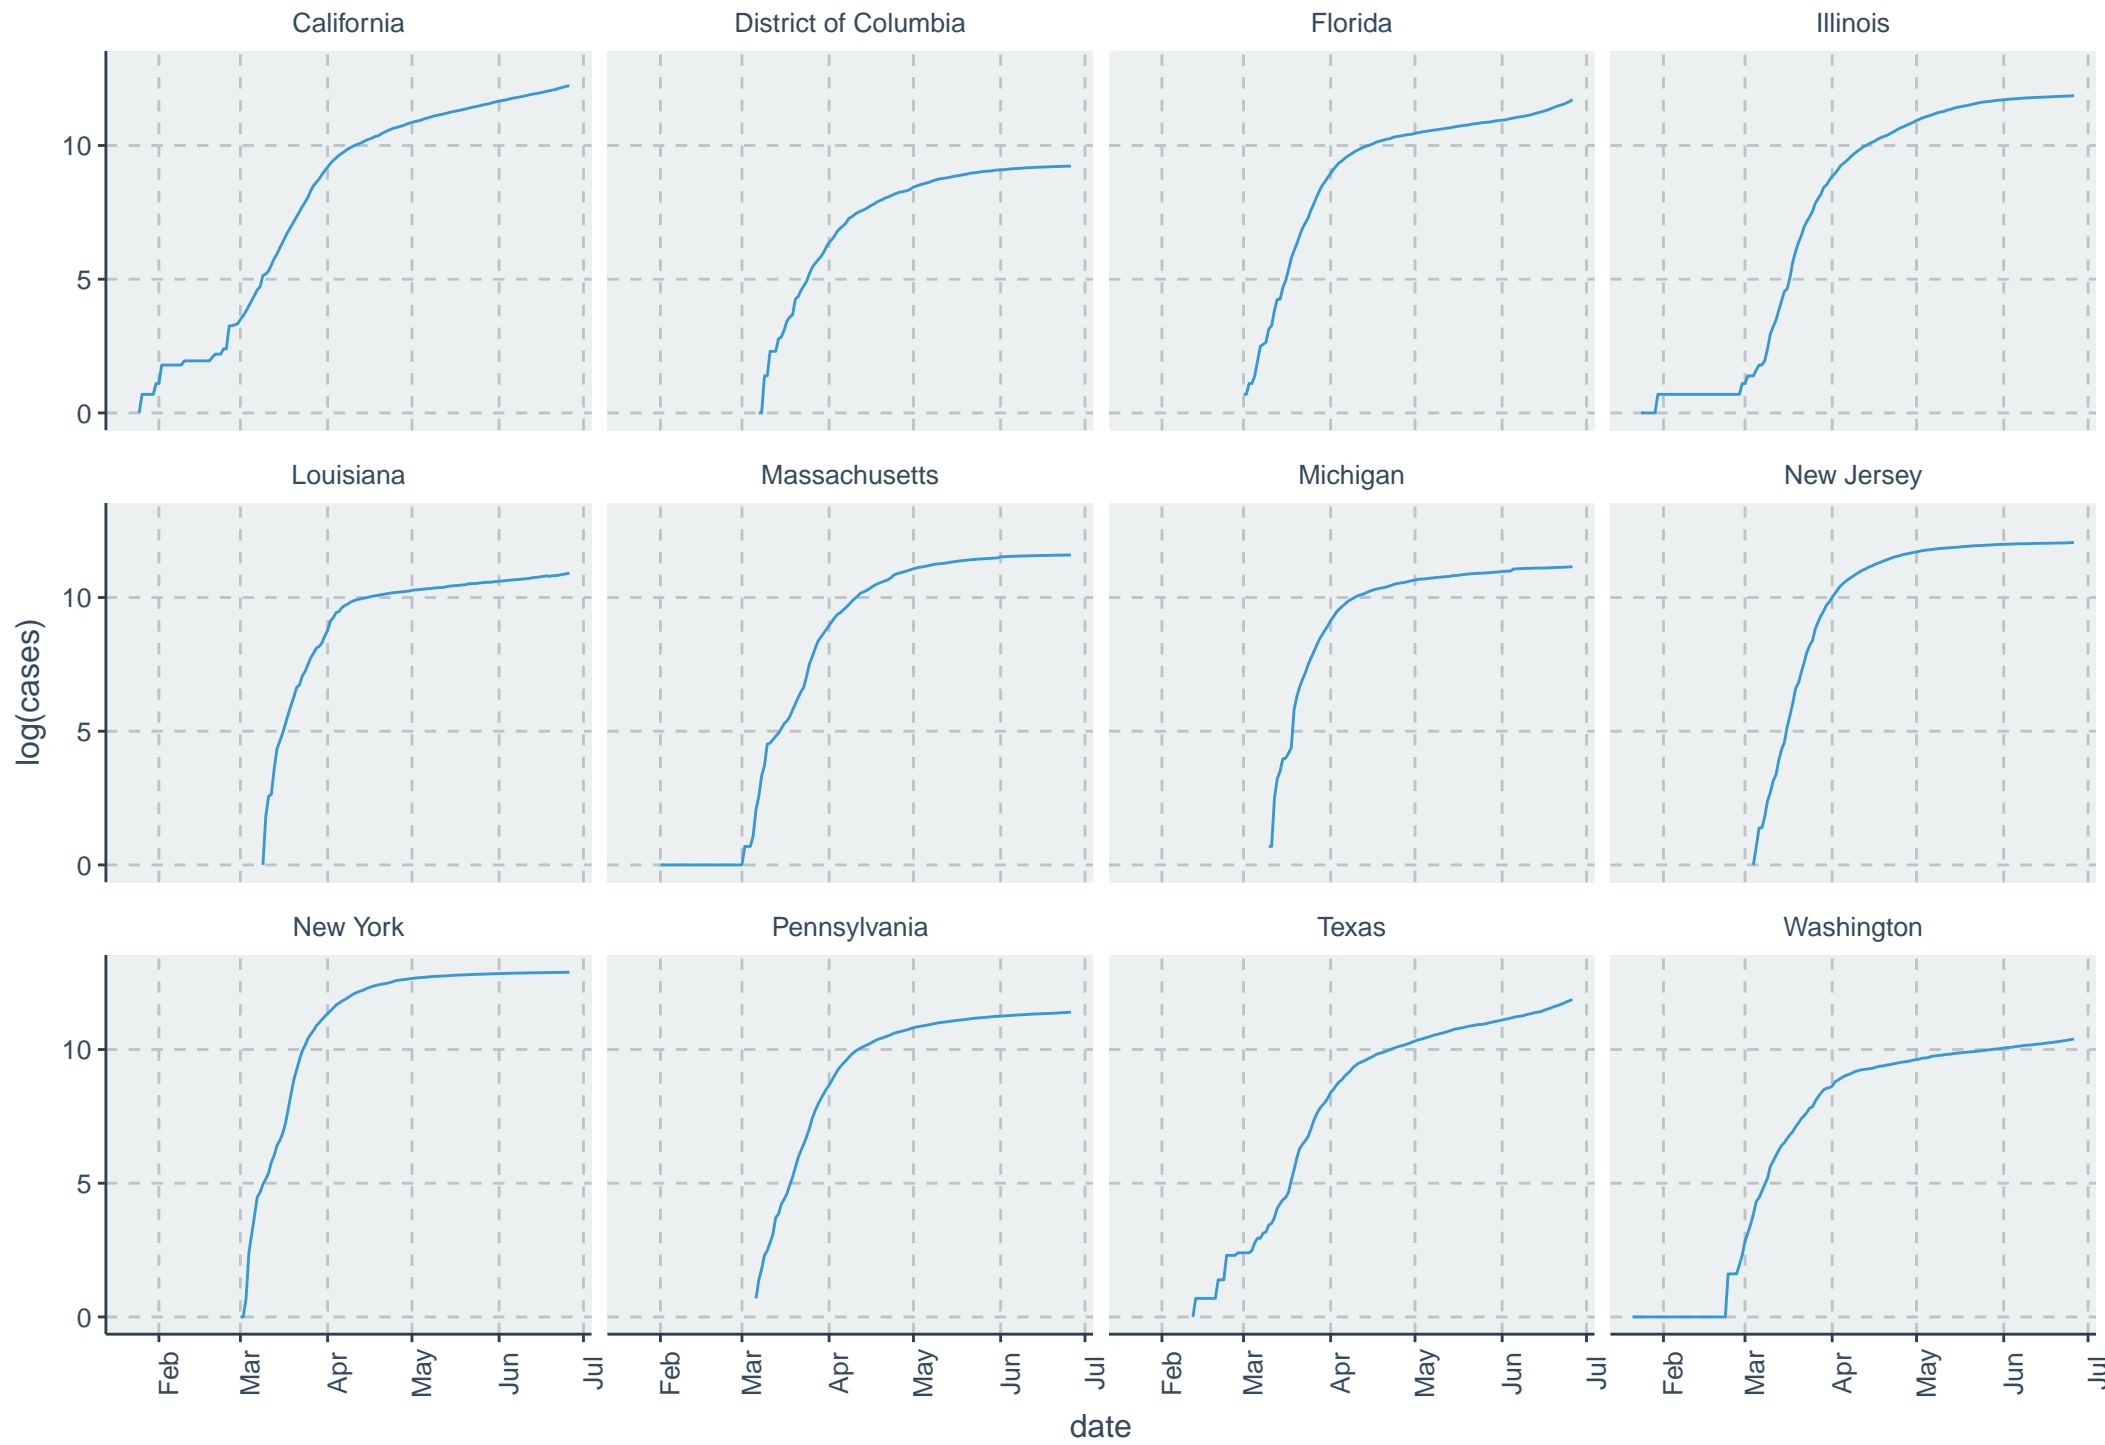 California District of Columbia Florida Illinois
10
5
0
Louisiana Massachusetts Michigan New Jersey
10
5
0
log(cases)
New York Pennsylvania Texas Washington
10
5
0
Feb Mar Apr May Jun Jul Feb Mar Apr May Jun Jul Feb Mar Apr May Jun Jul Feb Mar Apr May Jun Jul
date